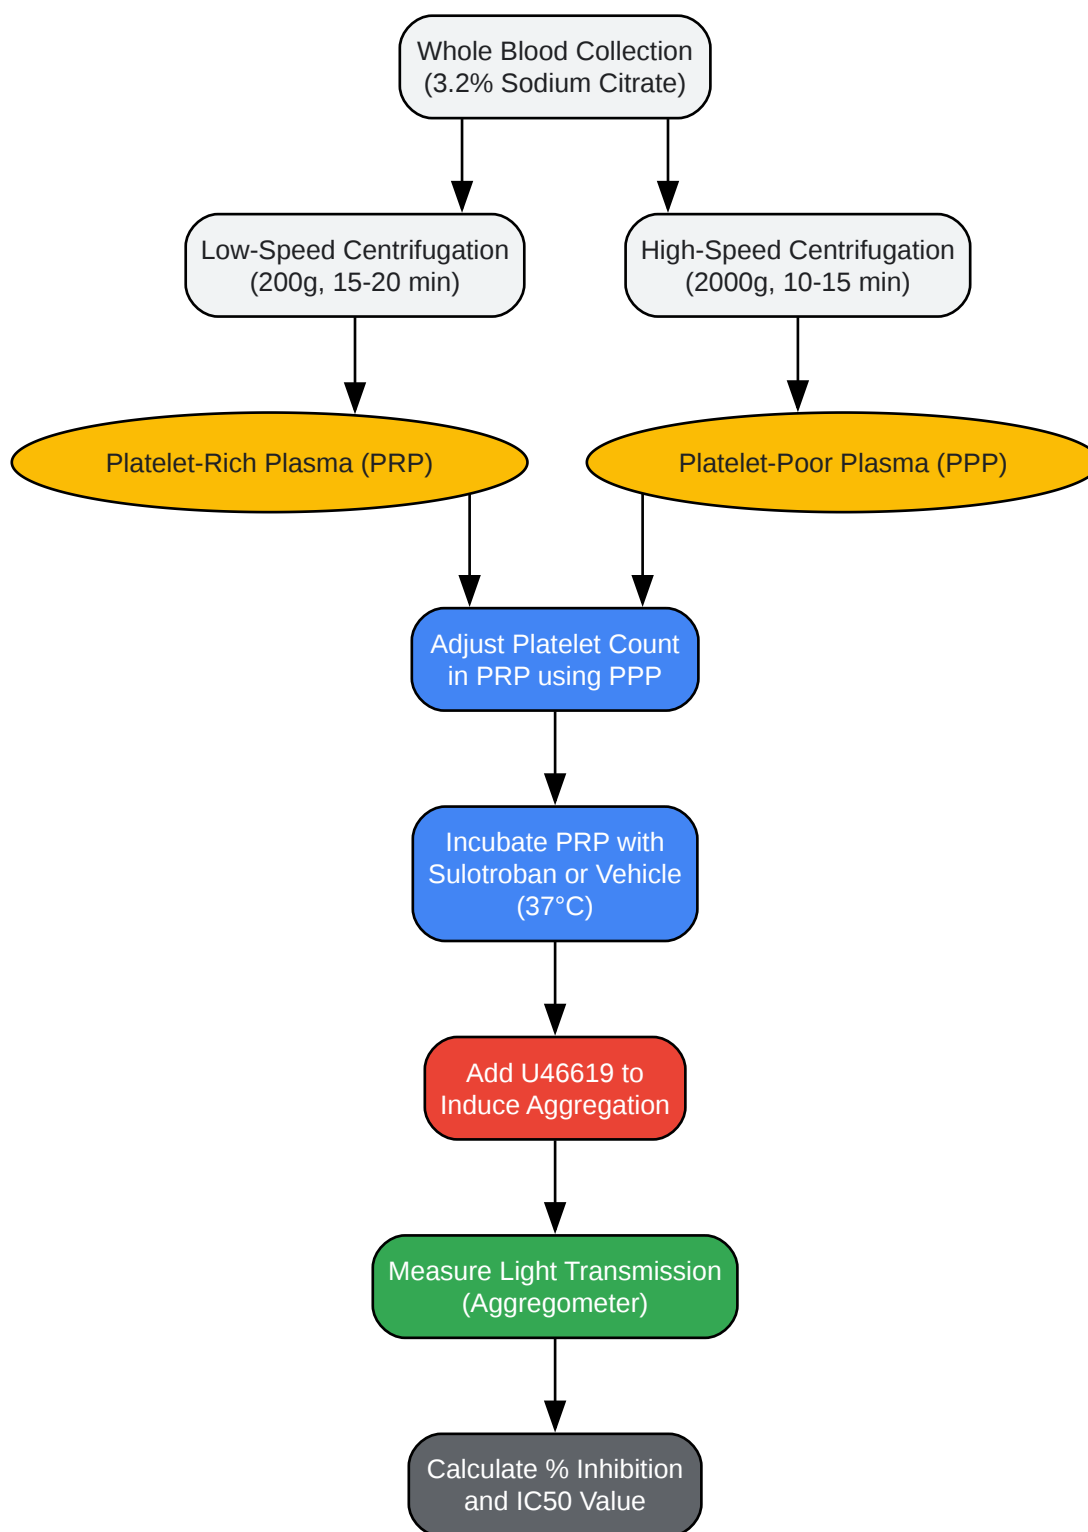 Whole Blood Collection
(3.2% Sodium Citrate)
Low-Speed Centrifugation
(200g, 15-20 min)
High-Speed Centrifugation
(2000g, 10-15 min)
Platelet-Rich Plasma (PRP)
Platelet-Poor Plasma (PPP)
Adjust Platelet Count
in PRP using PPP
Incubate PRP with
Sulotroban or Vehicle
(37°C)
Add U46619 to
Induce Aggregation
Measure Light Transmission
(Aggregometer)
Calculate % Inhibition
and IC50 Value